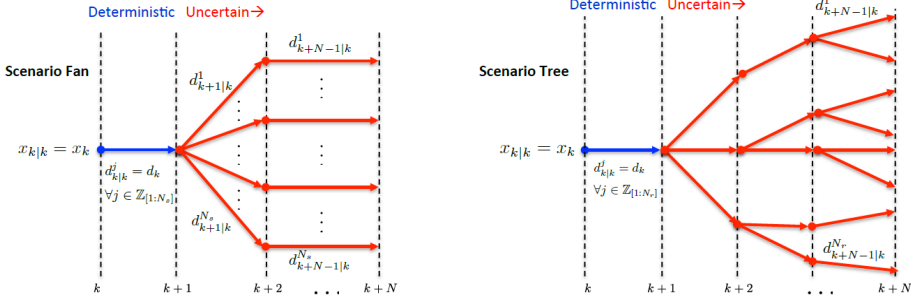 Deterministic Uncertain→
d^1_{k+N-1|k}
Scenario Fan
d^1_{k+1|k}
x_{k|k} = x_k
d^j_{k|k} = d_k
∀j ∈ ℤ_{[1:N_s]}
d^{N_s}_{k+1|k}
d^{N_s}_{k+N-1|k}
k k + 1 k + 2 ... k + N
Deterministic Uncertain→
d^1_{k+N-1|k}
Scenario Tree
x_{k|k} = x_k
d^j_{k|k} = d_k
∀j ∈ ℤ_{[1:N_r]}
d^{N_r}_{k+N-1|k}
k k + 1 k + 2 ... k + N